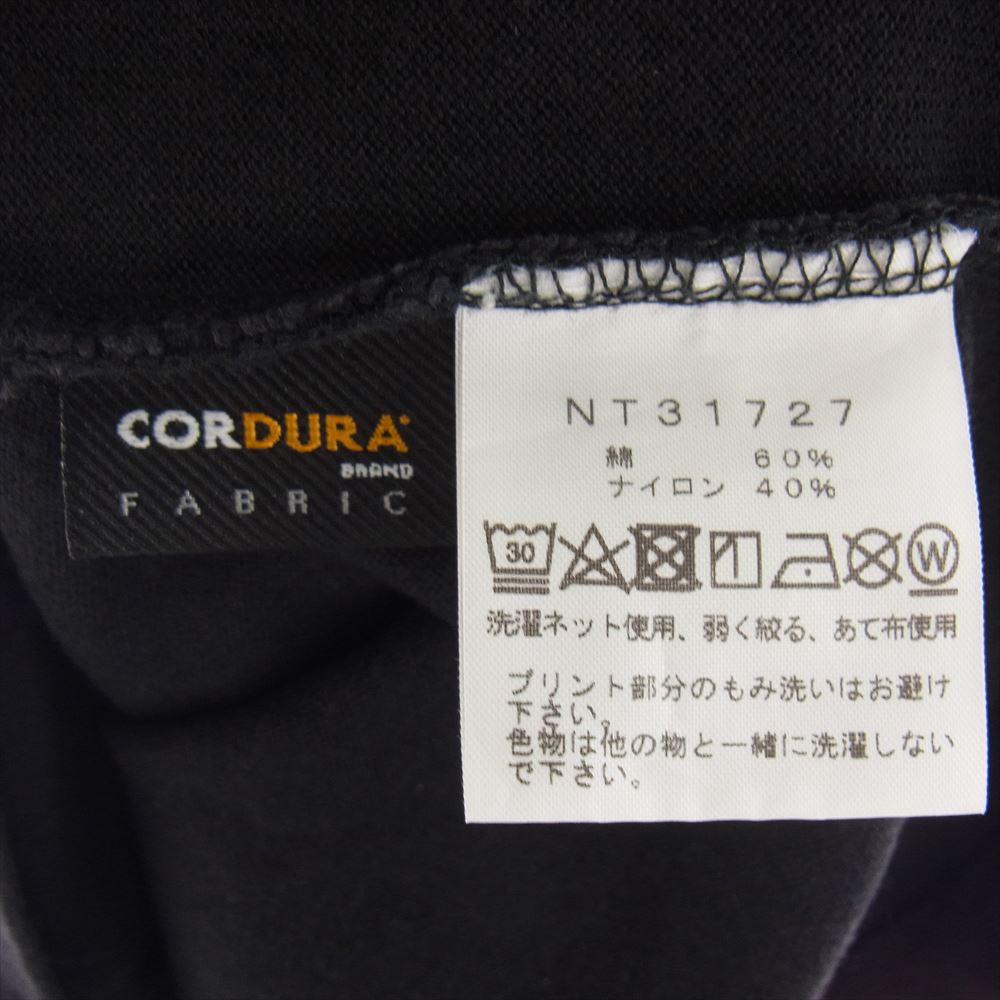 CORDURA
BRAND
FABRIC
NT31727
綿 60%
ナイロン 40%
30 W
洗濯ネット使用、弱く絞る、あて布使用
プリント部分のもみ洗いはお避け
下さい。
色物は他の物と一緒に洗濯しない
で下さい。